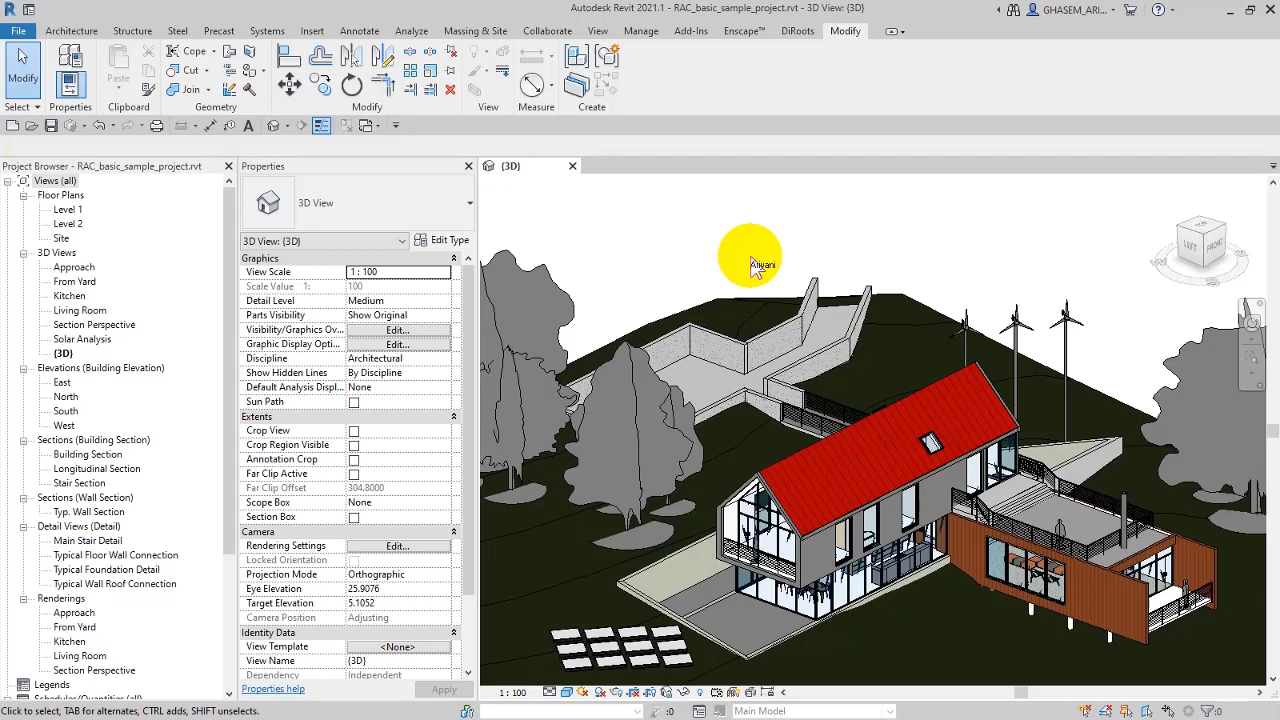 Autodesk Revit 2021.1 - RAC_basic_sample_project.rvt - 3D View: {3D}
GHASEM_ARI...
File Architecture Structure Steel Precast Systems Insert Annotate Analyze Massing & Site Collaborate View Manage Add-Ins Enscape™ DiRoots Modify
Modify Paste Cope
Cut
Join
Select Properties Clipboard Geometry Modify View Measure Create
Project Browser - RAC_basic_sample_project.rvt
Views (all)
Floor Plans
Level 1
Level 2
Site
3D Views
Approach
From Yard
Kitchen
Living Room
Section Perspective
Solar Analysis
{3D}
Elevations (Building Elevation)
East
North
South
West
Sections (Building Section)
Building Section
Longitudinal Section
Stair Section
Sections (Wall Section)
Typ. Wall Section
Detail Views (Detail)
Main Stair Detail
Typical Floor Wall Connection
Typical Foundation Detail
Typical Wall Roof Connection
Renderings
Approach
From Yard
Kitchen
Living Room
Section Perspective
Legends
Schedules/Quantities (all)
Properties
3D View
3D View: {3D} Edit Type
Graphics
View Scale 1 : 100
Scale Value 1: 100
Detail Level Medium
Parts Visibility Show Original
Visibility/Graphics Ov... Edit...
Graphic Display Opti... Edit...
Discipline Architectural
Show Hidden Lines By Discipline
Default Analysis Displ... None
Sun Path
Extents
Crop View
Crop Region Visible
Annotation Crop
Far Clip Active
Far Clip Offset 304.8000
Scope Box None
Section Box
Camera
Rendering Settings Edit...
Locked Orientation
Projection Mode Orthographic
Eye Elevation 25.9076
Target Elevation 5.1052
Camera Position Adjusting
Identity Data
View Template <None>
View Name {3D}
Dependency Independent
Properties help Apply
{3D}
LEFT FRONT
1 : 100
Click to select, TAB for alternates, CTRL adds, SHIFT unselects.
:0 Main Model :0